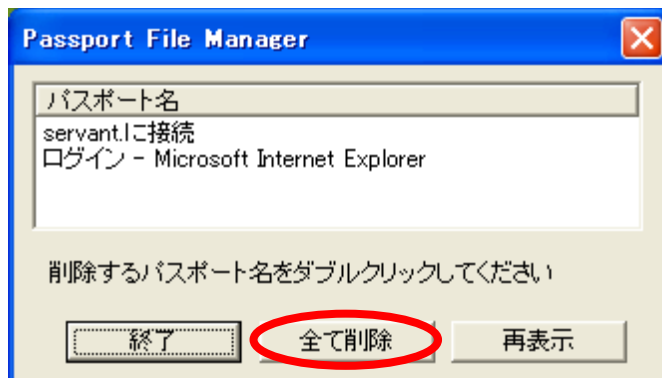 Passport File Manager
パスポート名
servant.lに接続
ログイン - Microsoft Internet Explorer
削除するパスポート名をダブルクリックしてください
終了 全て削除 再表示